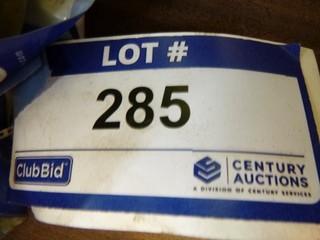 LOT #
285
ClubBid
CENTURY
AUCTIONS
A DIVISION OF CENTURY SERVICES